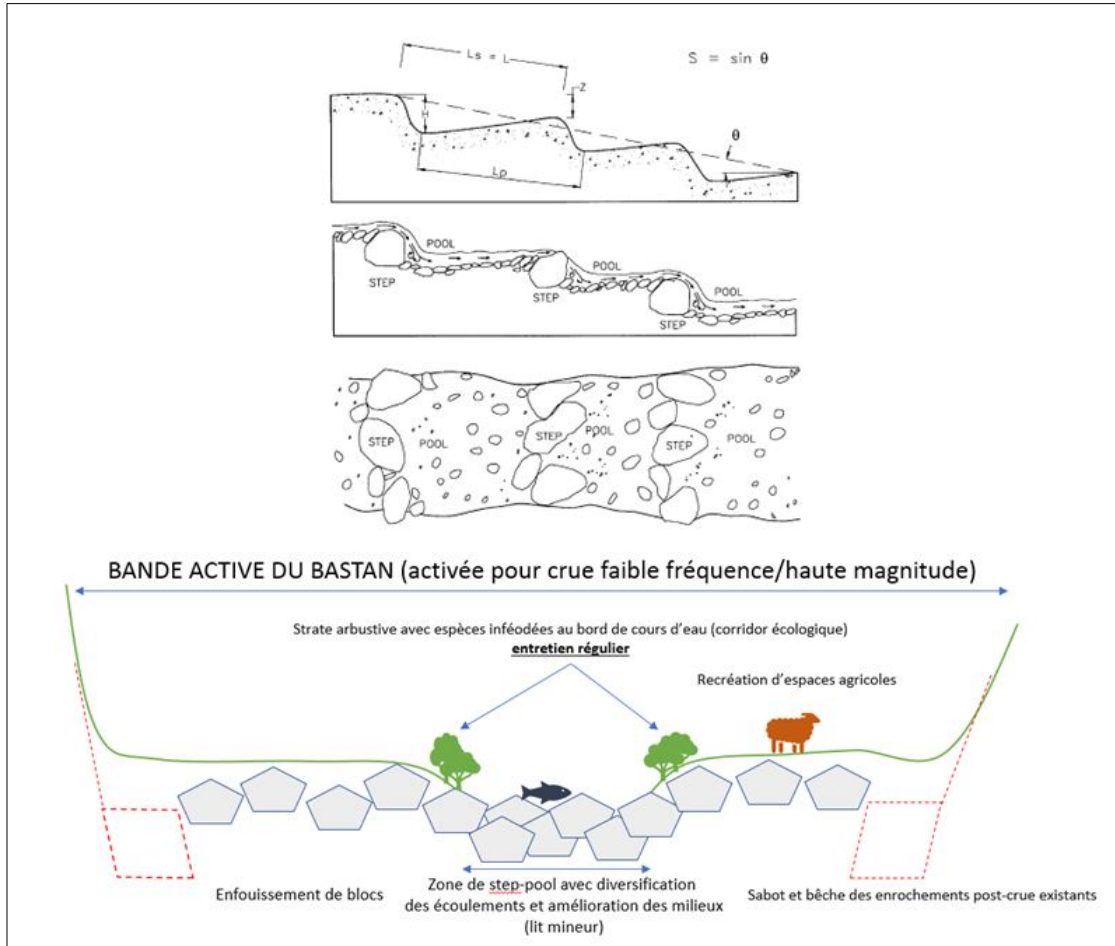 Ls = L
S = sin θ
Z
H
θ
Lp
POOL
STEP
POOL
STEP
POOL
STEP
STEP
POOL
STEP
POOL
STEP
POOL
BANDE ACTIVE DU BASTAN (activée pour crue faible fréquence/haute magnitude)
Strate arbustive avec espèces inféodées au bord de cours d'eau (corridor écologique)
entretien régulier
Recréation d'espaces agricoles
Enfouissement de blocs
Zone de step-pool avec diversification
des écoulements et amélioration des milieux
(lit mineur)
Sabot et bêche des enrochements post-crue existants